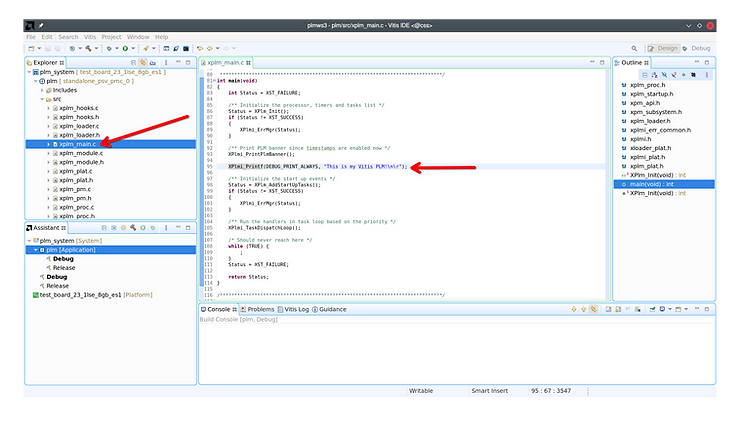 plmws3 - plm/src/xplm_main.c - Vitis IDE <@css>
File Edit Search Vitis Project Window Help
Design Debug
Explorer
plm_system [ test_board_23_1lse_8gb_es1 ]
plm [ standalone_psv_pmc_0 ]
Includes
src
xplm_hooks.c
xplm_hooks.h
xplm_loader.c
xplm_loader.h
xplm_main.c
xplm_module.c
xplm_module.h
xplm_plat.c
xplm_plat.h
xplm_pm.c
xplm_pm.h
xplm_proc.c
xplm_proc.h
Assistant
plm_system [System]
plm [Application]
Debug
Release
Debug
Release
test_board_23_1lse_8gb_es1 [Platform]
xplm_main.c
80 ****************************************************************************/
81 int main(void)
82 {
83 int Status = XST_FAILURE;
84
85 /** Initialize the processor, timers and tasks list */
86 Status = XPlm_Init();
87 if (Status != XST_SUCCESS)
88 {
89 XPlmi_ErrMgr(Status);
90 }
91
92 /** Print PLM banner since timestamps are enabled now */
93 XPlmi_PrintPlmBanner();
94
95 XPlmi_Printf(DEBUG_PRINT_ALWAYS, "This is my Vitis PLM!\n\r");
96
97 /** Initialize the start up events */
98 Status = XPlm_AddStartUpTasks();
99 if (Status != XST_SUCCESS)
100 {
101 XPlmi_ErrMgr(Status);
102 }
103
104 /** Run the handlers in task loop based on the priority */
105 XPlmi_TaskDispatchLoop();
106
107 /* Should never reach here */
108 while (TRUE) {
109 ;
110 }
111 Status = XST_FAILURE;
112
113 return Status;
114 }
115
116 /****************************************************************************/
Outline
xplm_proc.h
xplm_startup.h
xpm_api.h
xpm_subsystem.h
xplm_loader.h
xplmi_err_common.h
xplmi.h
xloader_plat.h
xplmi_plat.h
xplm_plat.h
XPlm_Init(void) : int
main(void) : int
XPlm_Init(void) : int
Console Problems Vitis Log Guidance
Build Console [plm, Debug]
Writable Smart Insert 95 : 67 : 3547